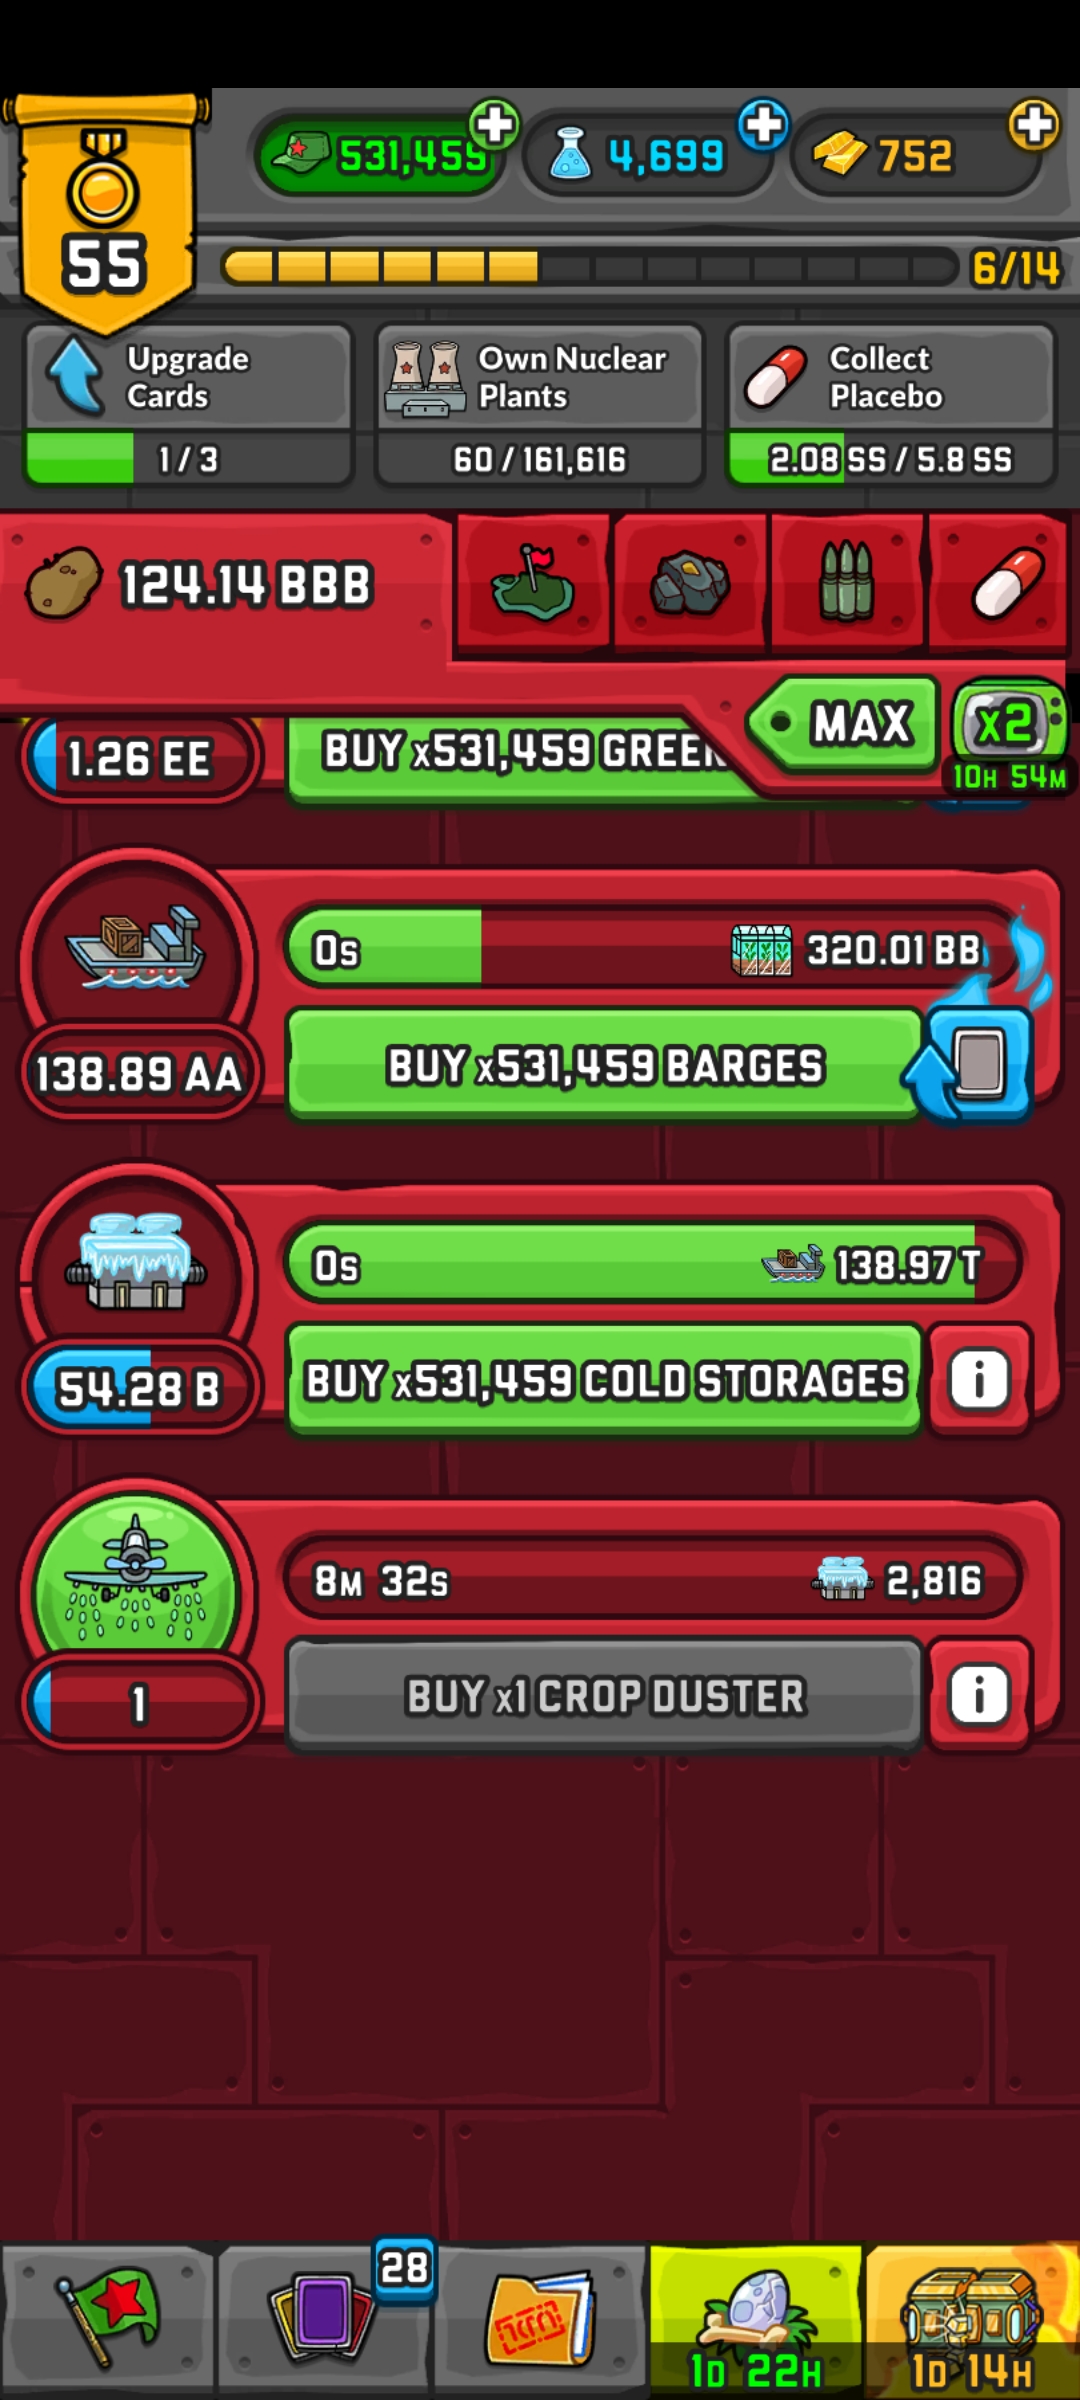 531,459
4,699
752
55
6/14
Upgrade
Cards
1/3
Own Nuclear
Plants
60/161,616
Collect
Placebo
2.08 SS / 5.8 SS
124.14 BBB
MAX
x2
10H 54M
1.26 EE
BUY x531,459 GREEN
0s
320.01 BB
138.89 AA
BUY x531,459 BARGES
0s
138.97 T
54.28 B
BUY x531,459 COLD STORAGES
i
8M 32s
2,816
1
BUY x1 CROP DUSTER
i
28
1D 22H
1D 14H